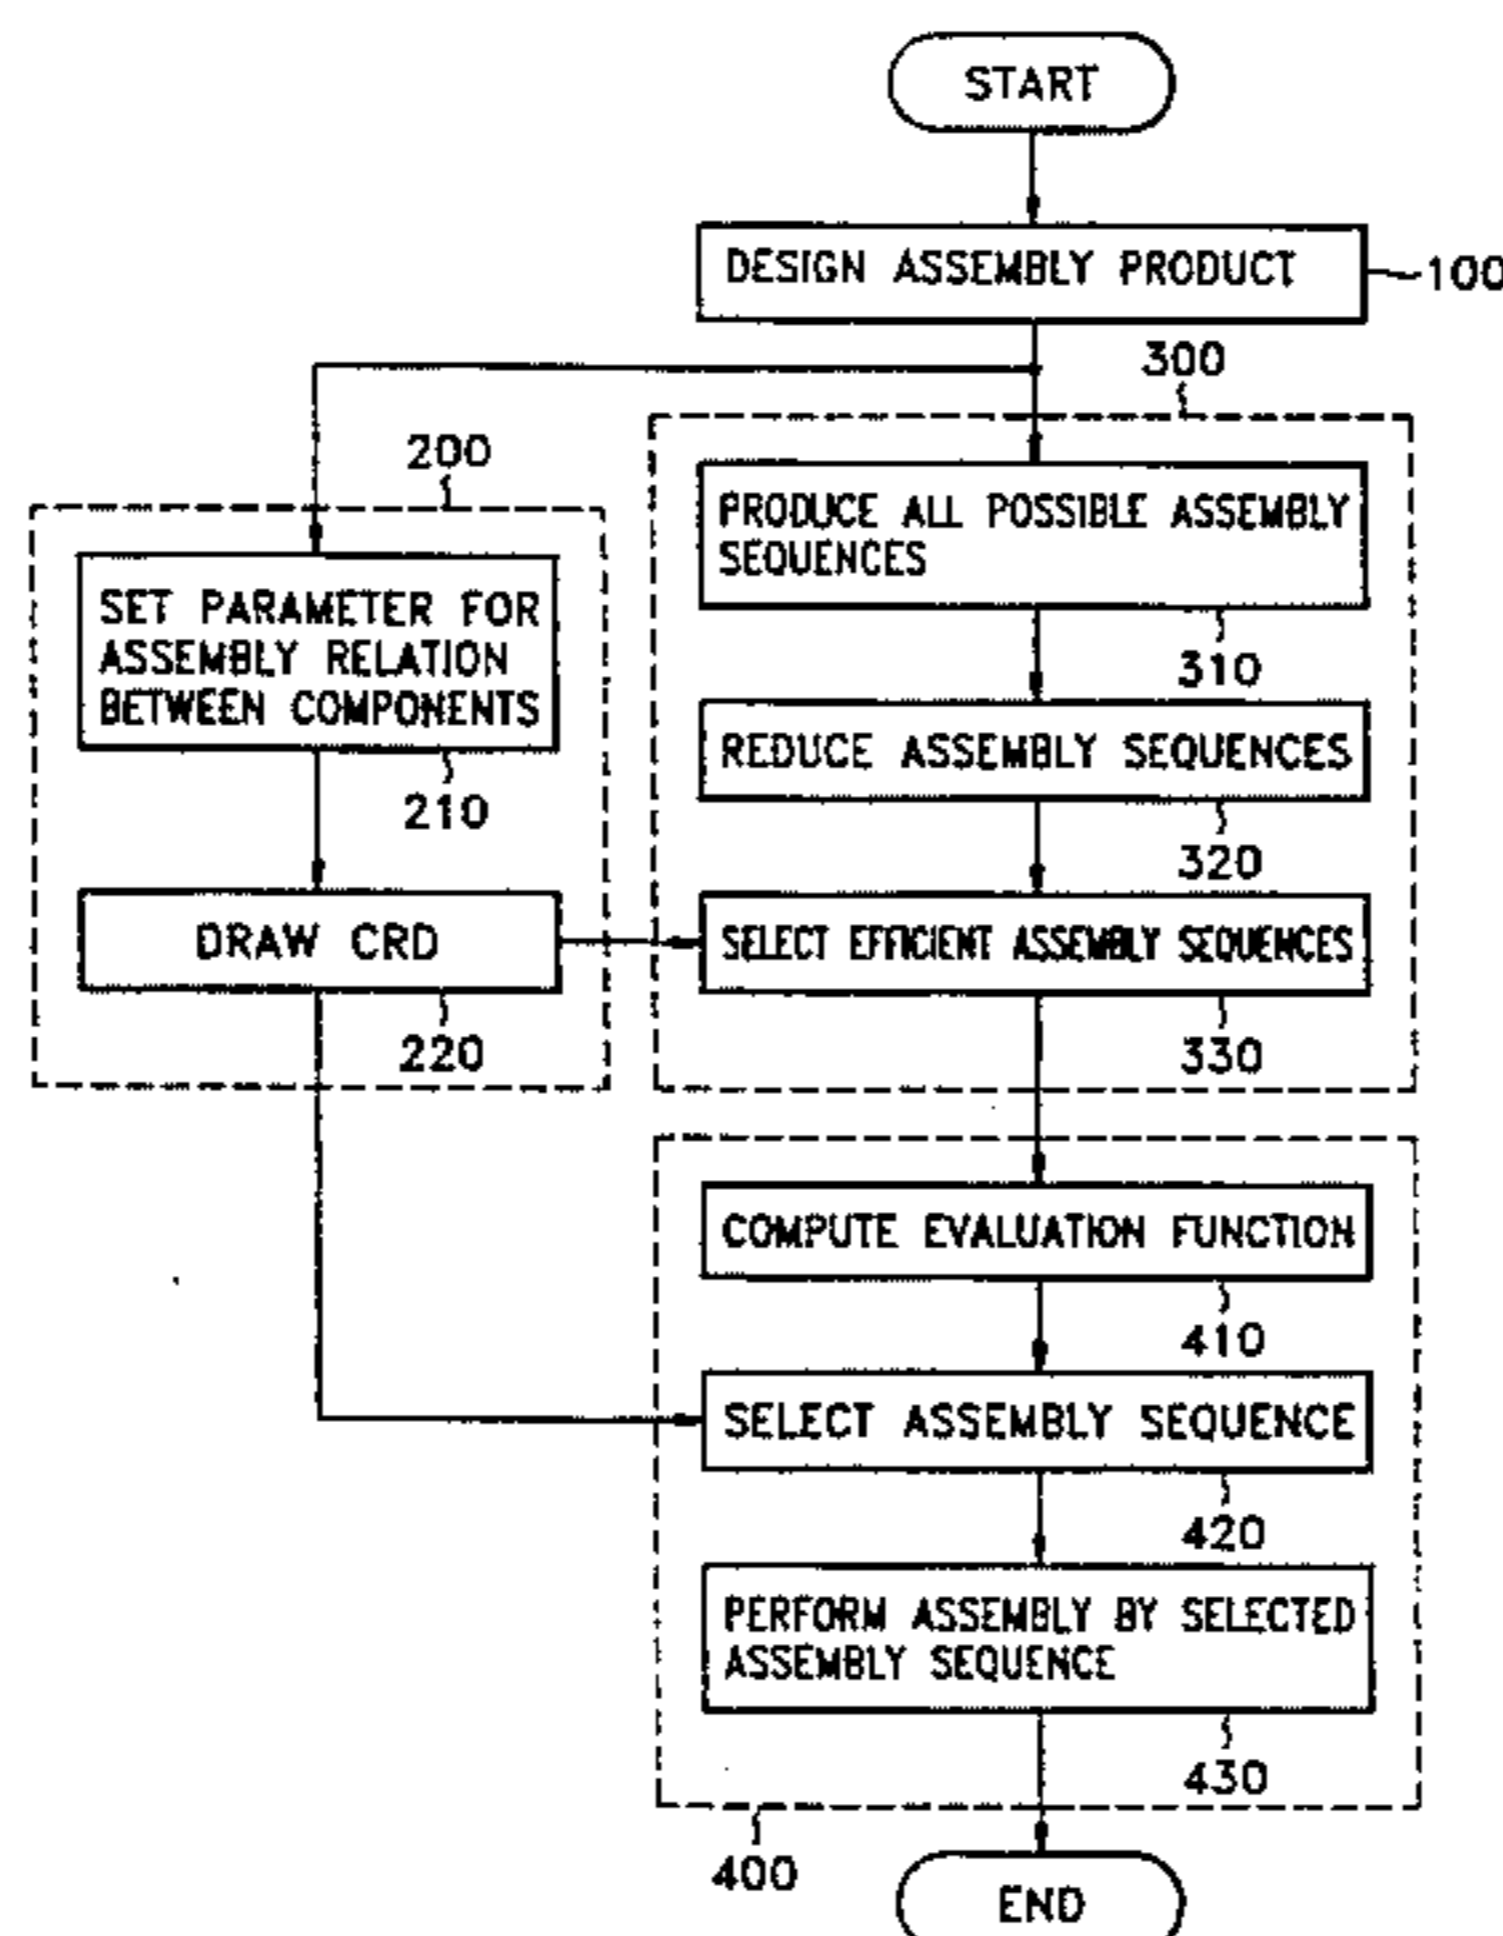 START
DESIGN ASSEMBLY PRODUCT
100
300
200
PRODUCE ALL POSSIBLE ASSEMBLY
SEQUENCES
310
SET PARAMETER FOR
ASSEMBLY RELATION
BETWEEN COMPONENTS
210
REDUCE ASSEMBLY SEQUENCES
320
DRAW CRD
220
SELECT EFFICIENT ASSEMBLY SEQUENCES
330
COMPUTE EVALUATION FUNCTION
410
SELECT ASSEMBLY SEQUENCE
420
PERFORM ASSEMBLY BY SELECTED
ASSEMBLY SEQUENCE
430
400
END